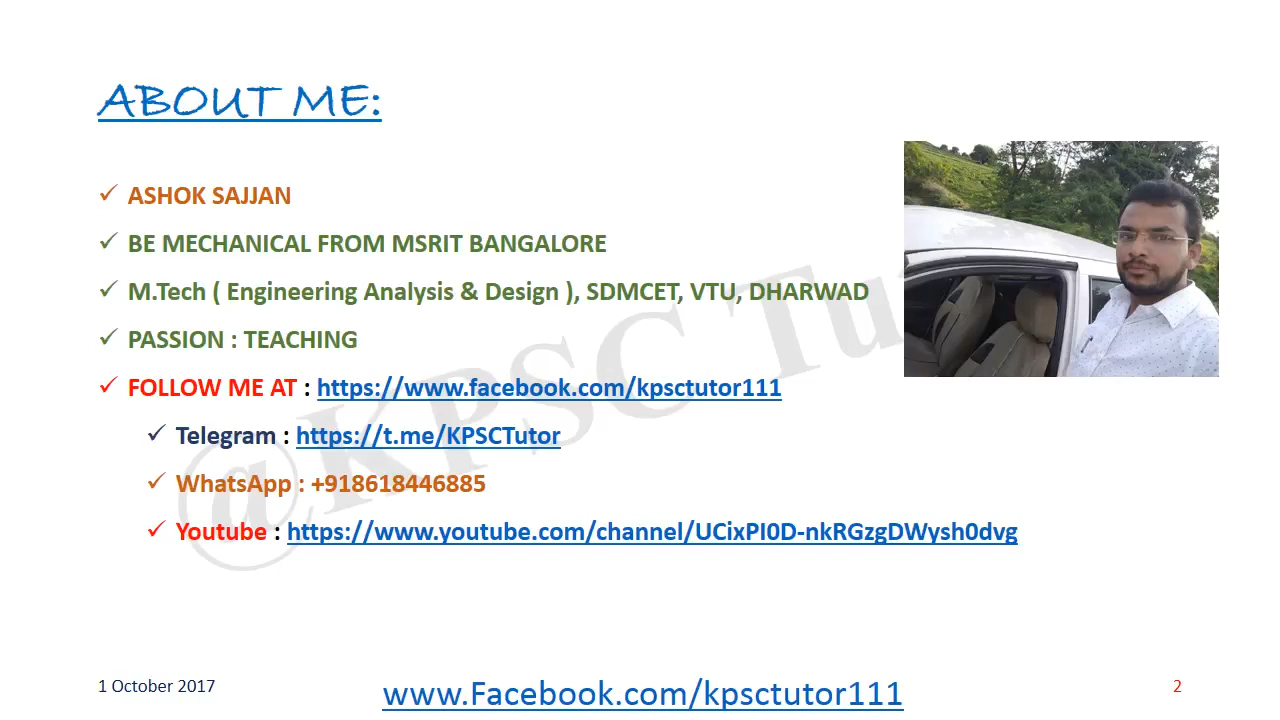 ABOUT ME:
ASHOK SAJJAN
BE MECHANICAL FROM MSRIT BANGALORE
M.Tech ( Engineering Analysis & Design ), SDMCET, VTU, DHARWAD
PASSION : TEACHING
FOLLOW ME AT : https://www.facebook.com/kpsctutor111
Telegram : https://t.me/KPSCTutor
WhatsApp : +918618446885
Youtube : https://www.youtube.com/channel/UCixPI0D-nkRGzgDWysh0dvg
@KPSC Tu
1 October 2017
www.Facebook.com/kpsctutor111
2